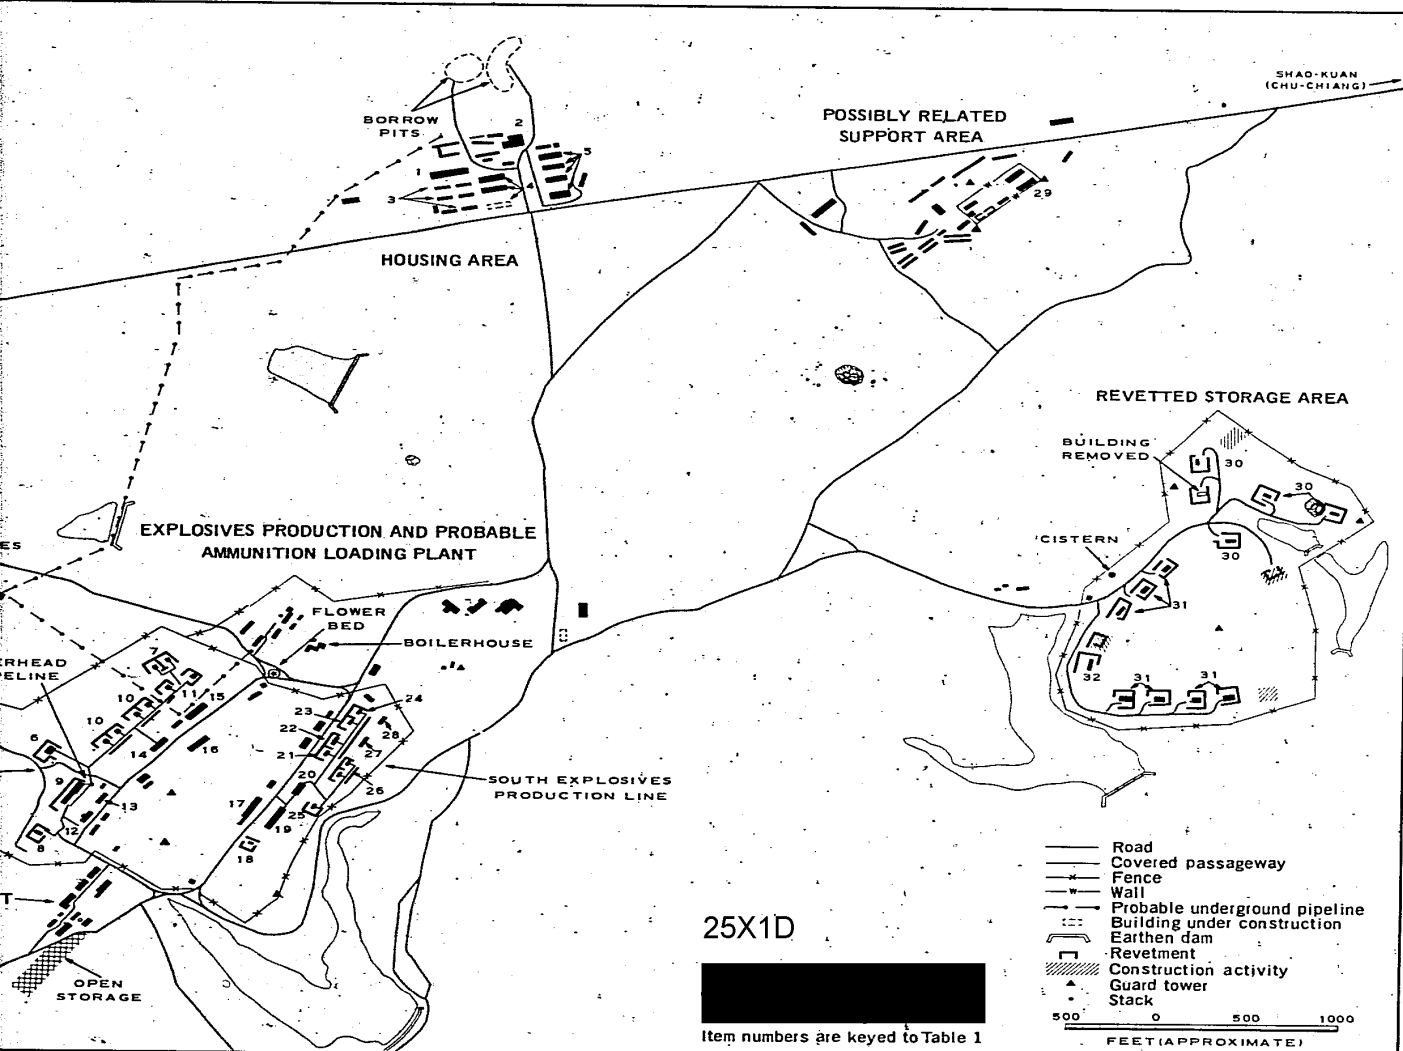 SHAO-KUAN
(CHU-CHIANG)
POSSIBLY RELATED
SUPPORT AREA
BORROW
PITS
2
1
5
4
3
29
HOUSING AREA
REVETTED STORAGE AREA
BUILDING
REMOVED
30
30
30
CISTERN
31
32
31
31
EXPLOSIVES PRODUCTION AND PROBABLE
AMMUNITION LOADING PLANT
ES
FLOWER
BED
BOILERHOUSE
ERHEAD
PELINE
7
11
10
15
10
14
16
6
9
13
12
8
24
23
22
28
21
27
20
26
17
25
19
18
SOUTH EXPLOSIVES
PRODUCTION LINE
T
OPEN
STORAGE
25X1D
Item numbers are keyed to Table 1
Road
Covered passageway
Fence
Wall
Probable underground pipeline
Building under construction
Earthen dam
Revetment
Construction activity
Guard tower
Stack
500 0 500 1000
FEET (APPROXIMATE)